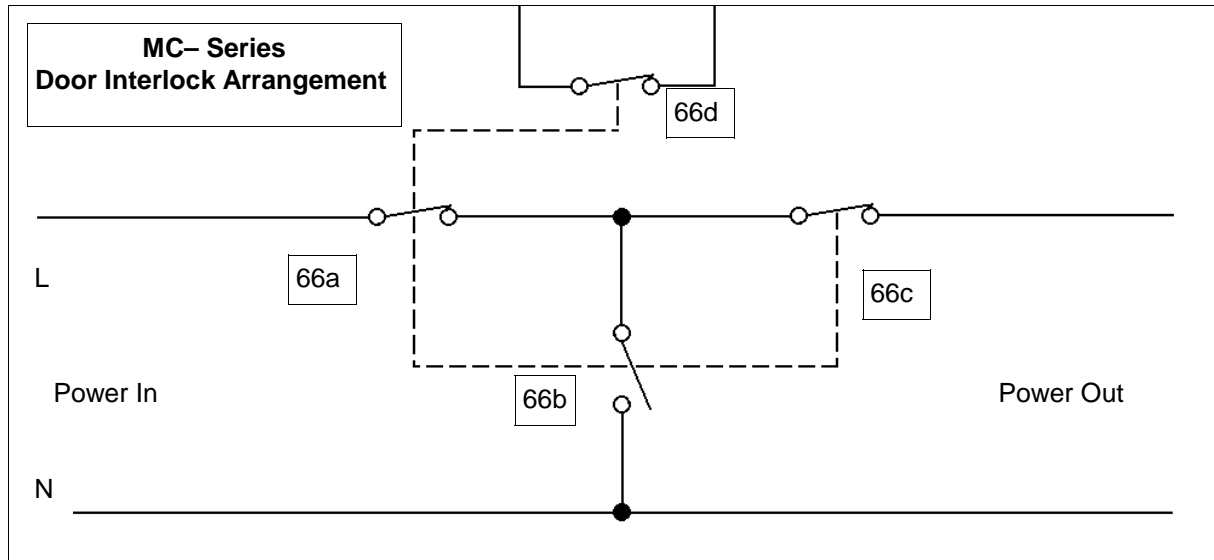 MC– Series
Door Interlock Arrangement
66d
66a
L
66c
Power In
66b
Power Out
N